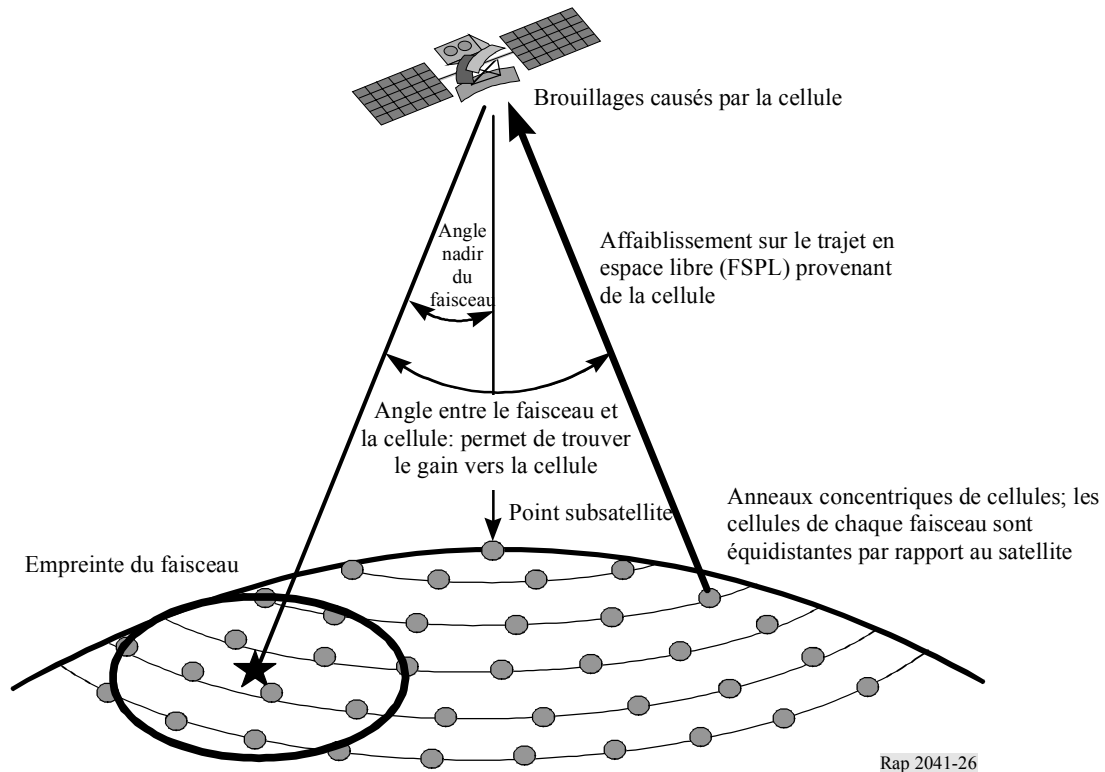 Brouillages causés par la cellule
Angle
nadir
du
faisceau
Affaiblissement sur le trajet en
espace libre (FSPL) provenant
de la cellule
Angle entre le faisceau et
la cellule: permet de trouver
le gain vers la cellule
Point subsatellite
Anneaux concentriques de cellules; les
cellules de chaque faisceau sont
équidistantes par rapport au satellite
Empreinte du faisceau
Rap 2041-26